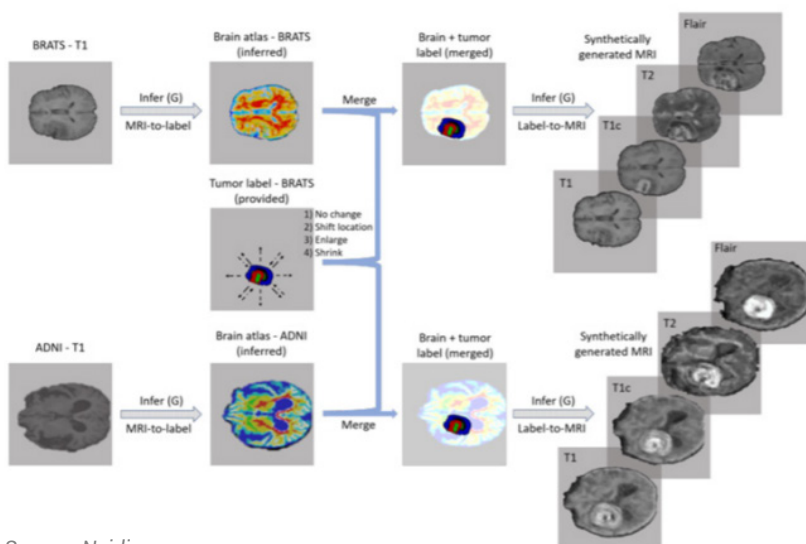 BRATS - T1
Infer (G)
MRI-to-label
Brain atlas - BRATS
(inferred)
Merge
Brain + tumor
label (merged)
Infer (G)
Label-to-MRI
Synthetically
generated MRI
Flair
T2
T1c
T1
Tumor label - BRATS
(provided)
1) No change
2) Shift location
3) Enlarge
4) Shrink
ADNI - T1
Infer (G)
MRI-to-label
Brain atlas - ADNI
(inferred)
Merge
Brain + tumor
label (merged)
Infer (G)
Label-to-MRI
Synthetically
generated MRI
Flair
T2
T1c
T1